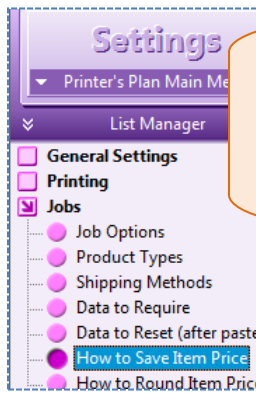 Settings
Printer's Plan Main Me
List Manager
General Settings
Printing
Jobs
Job Options
Product Types
Shipping Methods
Data to Require
Data to Reset (after paste
How to Save Item Price
How to Round Item Pric